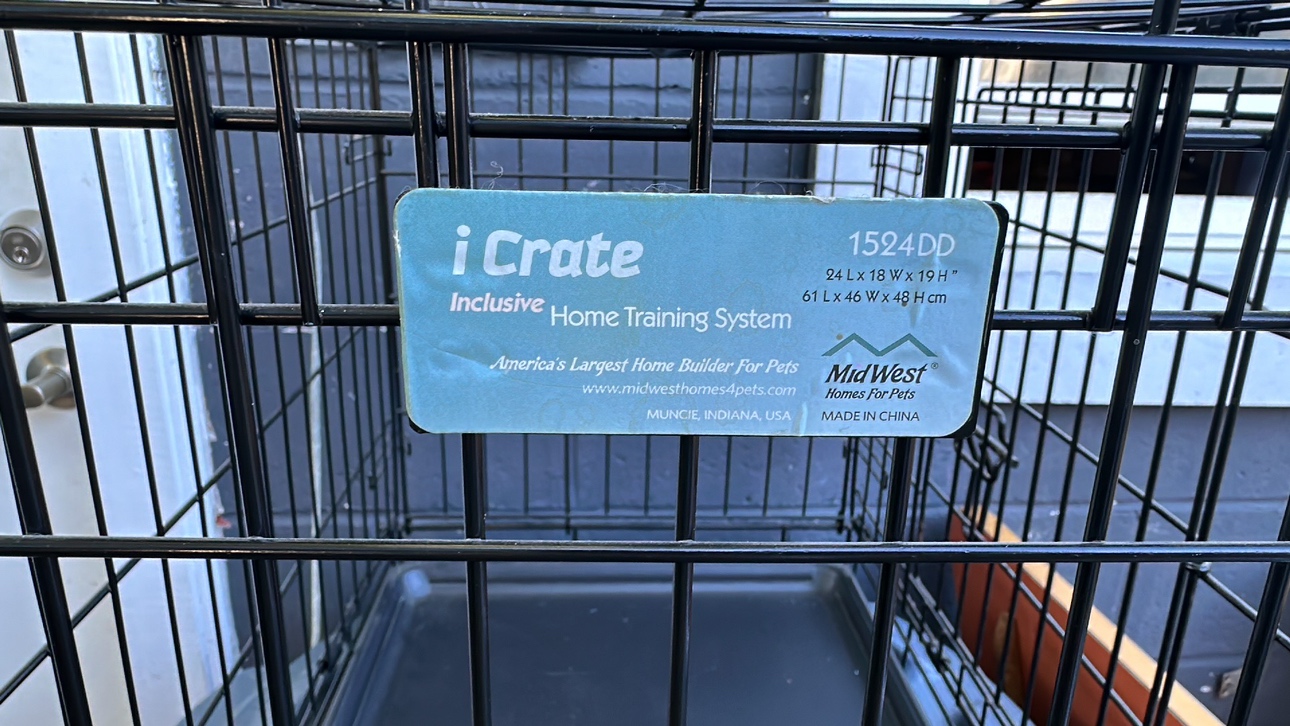 i Crate
1524DD
24 L x 18 W x 19 H "
61 L x 46 W x 48 H cm
Inclusive Home Training System
America's Largest Home Builder For Pets
www.midwesthomes4pets.com
MUNCIE, INDIANA, USA
MidWest®
Homes For Pets
MADE IN CHINA